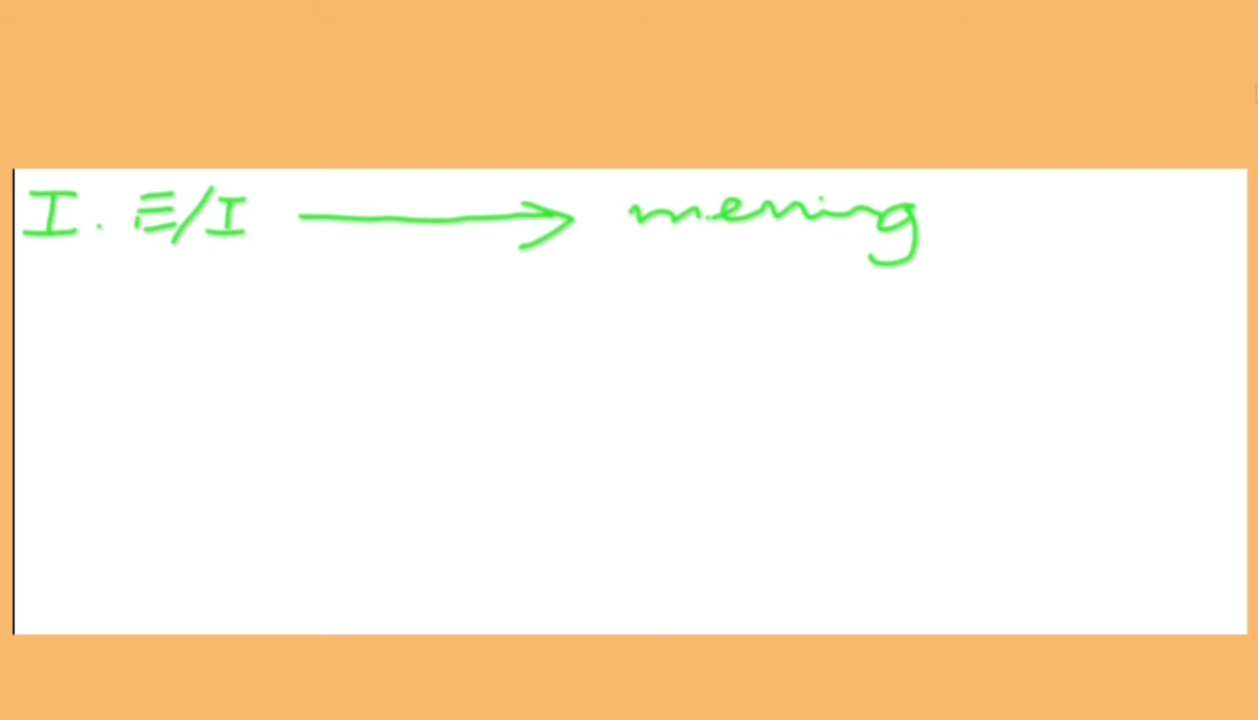 I. E/I → mening